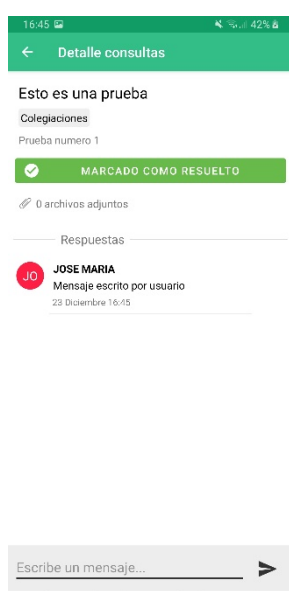 16:45 42%
Detalle consultas
Esto es una prueba
Colegiaciones
Prueba numero 1
MARCADO COMO RESUELTO
0 archivos adjuntos
Respuestas
JO JOSE MARIA
Mensaje escrito por usuario
23 Diciembre 16:45
Escribe un mensaje...